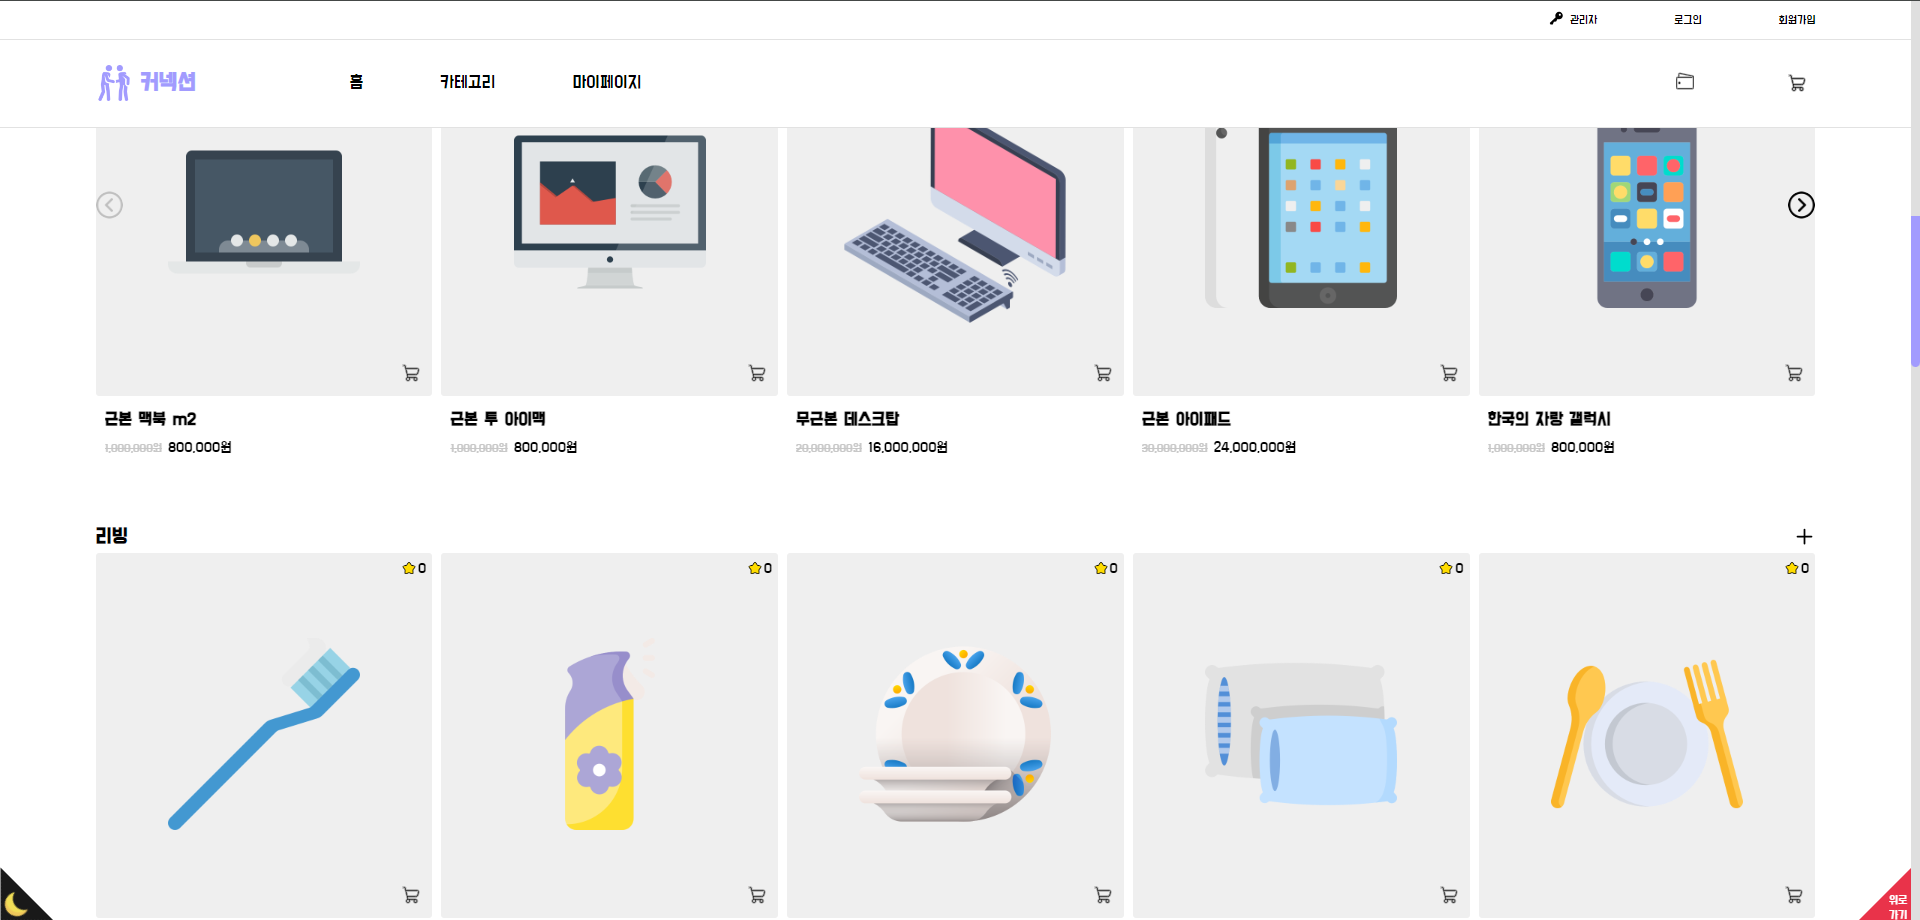 관리자 로그인 회원가입
커넥션 홈 카테고리 마이페이지
근본 맥북 m2
1,000,000원 800,000원
근본 투 아이맥
1,000,000원 800,000원
무근본 데스크탑
20,000,000원 16,000,000원
근본 아이패드
30,000,000원 24,000,000원
한국의 자랑 갤럭시
1,000,000원 800,000원
리빙
0
0
0
0
0
위로
가기